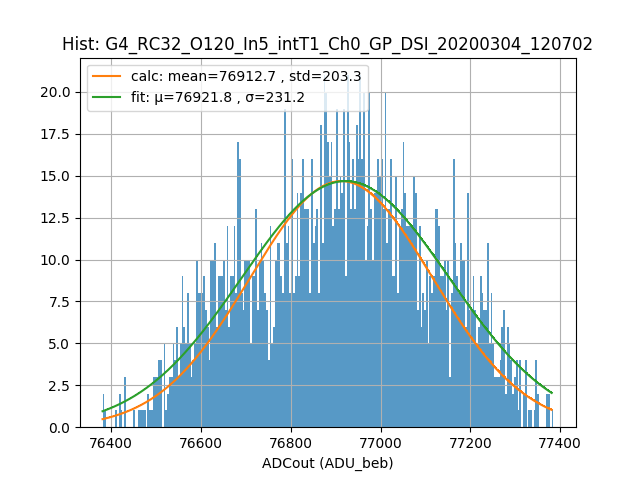 Hist: G4_RC32_O120_In5_intT1_Ch0_GP_DSI_20200304_120702
calc: mean=76912.7 , std=203.3
fit: μ=76921.8 , σ=231.2
20.0
17.5
15.0
12.5
10.0
7.5
5.0
2.5
0.0
76400 76600 76800 77000 77200 77400
ADCout (ADU_beb)